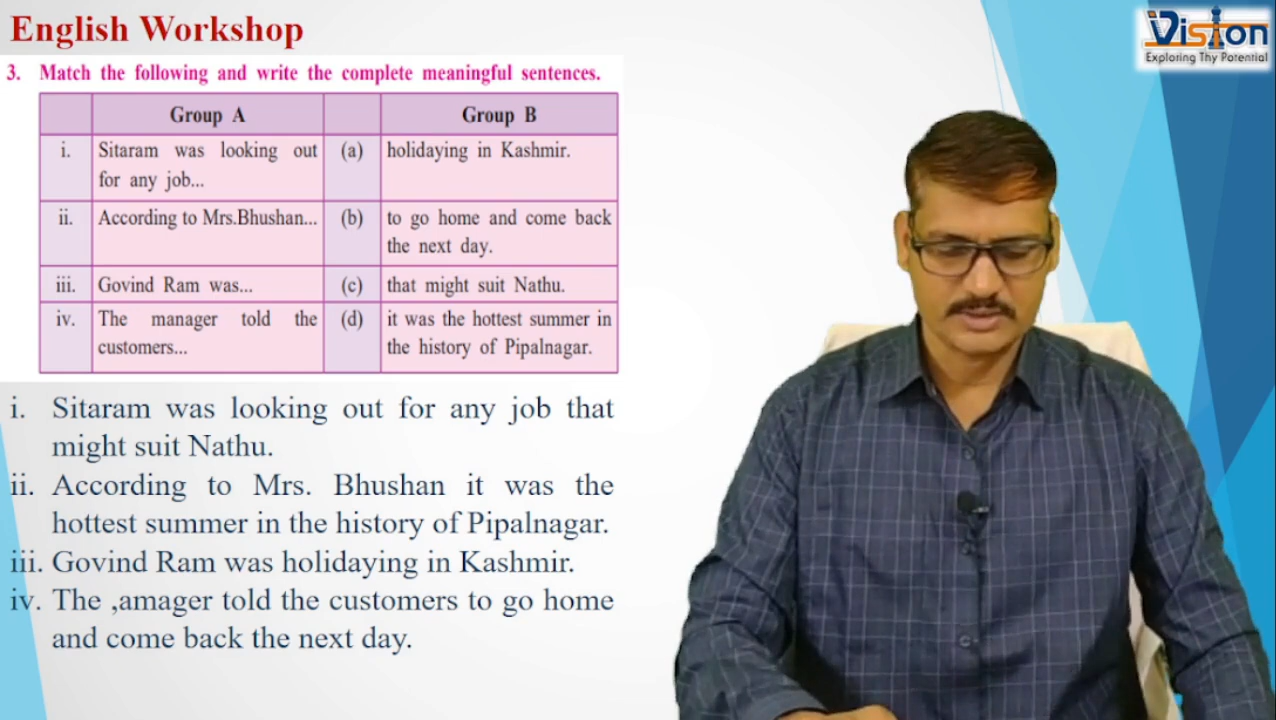 English Workshop
Vision
Exploring Thy Potential
3. Match the following and write the complete meaningful sentences.
Group A Group B
i. Sitaram was looking out (a) holidaying in Kashmir.
for any job...
ii. According to Mrs.Bhushan... (b) to go home and come back
the next day.
iii. Govind Ram was... (c) that might suit Nathu.
iv. The manager told the (d) it was the hottest summer in
customers... the history of Pipalnagar.
i. Sitaram was looking out for any job that
might suit Nathu.
ii. According to Mrs. Bhushan it was the
hottest summer in the history of Pipalnagar.
iii. Govind Ram was holidaying in Kashmir.
iv. The ,amager told the customers to go home
and come back the next day.